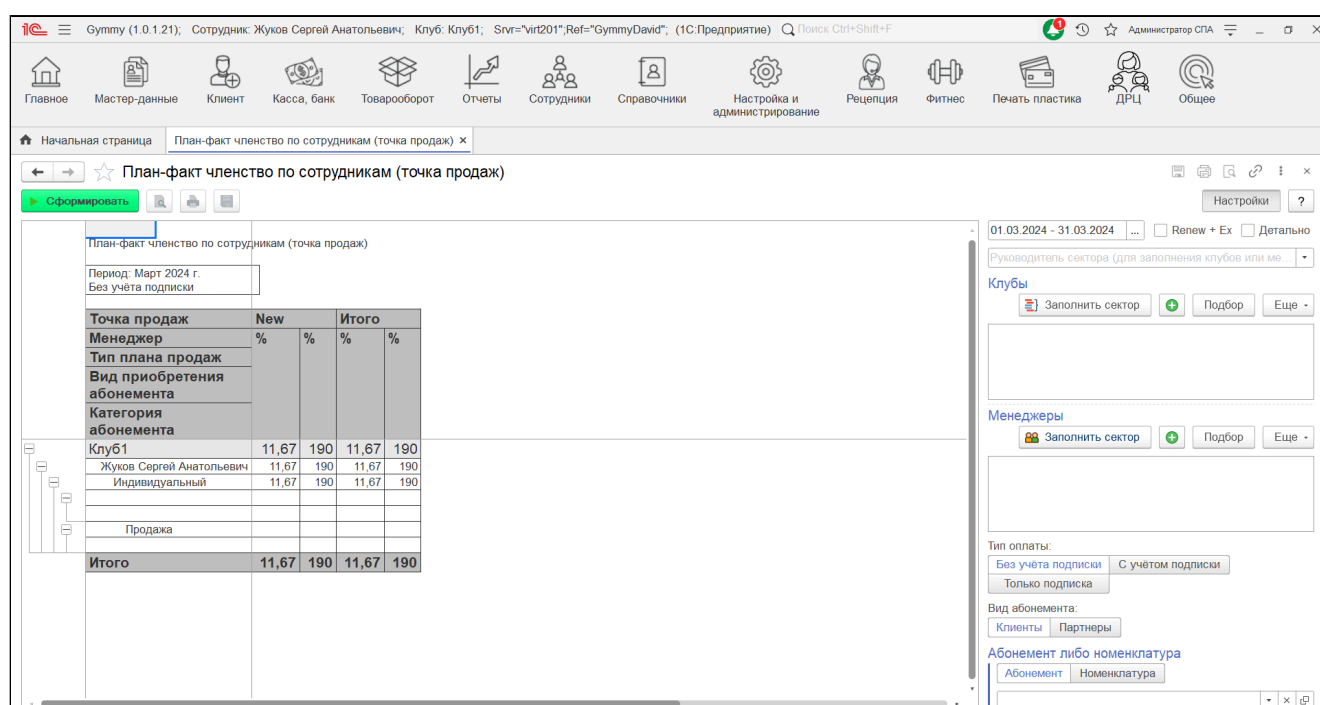 1С Gymmy (1.0.1.21); Сотрудник: Жуков Сергей Анатольевич; Клуб: Клуб1; Srvr="virt201";Ref="GymmyDavid"; (1С:Предприятие) Поиск Ctrl+Shift+F 9 Администратор СПА
Главное Мастер-данные Клиент Касса, банк Товарооборот Отчеты Сотрудники Справочники Настройка и администрирование Рецепция Фитнес Печать пластика ДРЦ Общее
Начальная страница План-факт членство по сотрудникам (точка продаж) ×
План-факт членство по сотрудникам (точка продаж)
Сформировать Настройки ?
План-факт членство по сотрудникам (точка продаж)
Период: Март 2024 г.
Без учёта подписки
Точка продаж New Итого
Менеджер % % % %
Тип плана продаж
Вид приобретения
абонемента
Категория
абонемента
Клуб1 11,67 190 11,67 190
Жуков Сергей Анатольевич 11,67 190 11,67 190
Индивидуальный 11,67 190 11,67 190
Продажа
Итого 11,67 190 11,67 190
01.03.2024 - 31.03.2024 ... Renew + Ex Детально
Руководитель сектора (для заполнения клубов или ме...
Клубы
Заполнить сектор Подбор Еще
Менеджеры
Заполнить сектор Подбор Еще
Тип оплаты:
Без учёта подписки С учётом подписки
Только подписка
Вид абонемента:
Клиенты Партнеры
Абонемент либо номенклатура
Абонемент Номенклатура